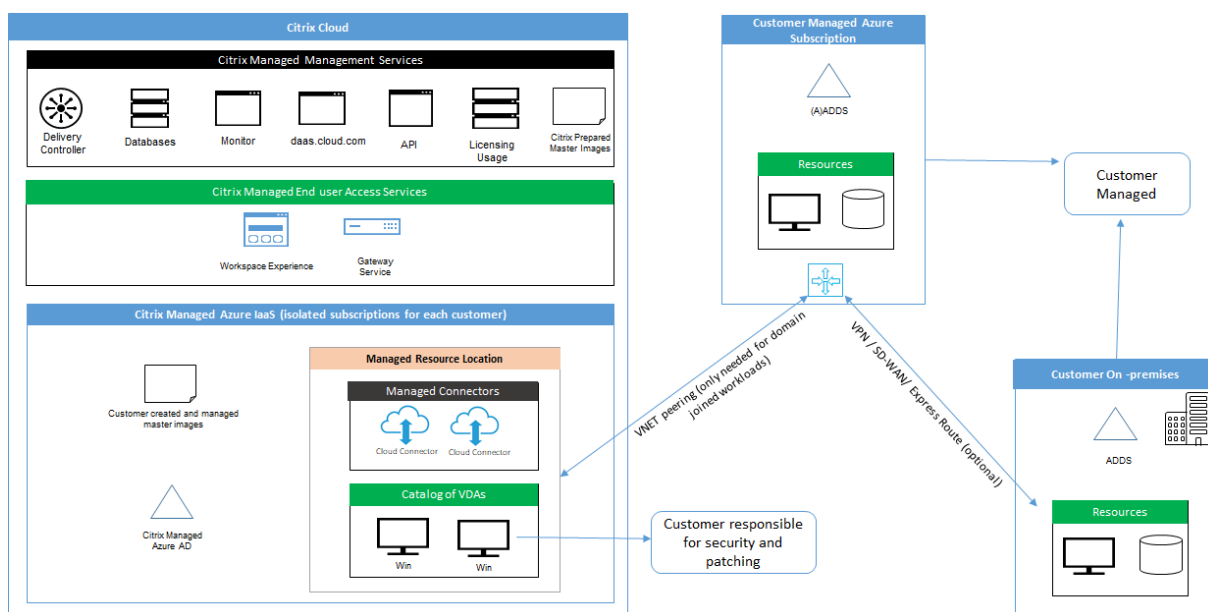 Citrix Cloud
Citrix Managed Management Services
Delivery
Controller
Databases
Monitor
daas.cloud.com
API
Licensing
Usage
Citrix Prepared
Master Images
Citrix Managed End user Access Services
Workspace Experience
Gateway
Service
Citrix Managed Azure IaaS (isolated subscriptions for each customer)
Customer created and managed
master images
Citrix Managed
Azure AD
Managed Resource Location
Managed Connectors
Cloud Connector
Cloud Connector
Catalog of VDAs
Win
Win
Customer responsible
for security and
patching
VNET peering (only needed for domain
joined workloads)
Customer Managed Azure
Subscription
(A)ADDS
Resources
VPN / SD-WAN/ Express Route (optional)
Customer
Managed
Customer On -premises
ADDS
Resources